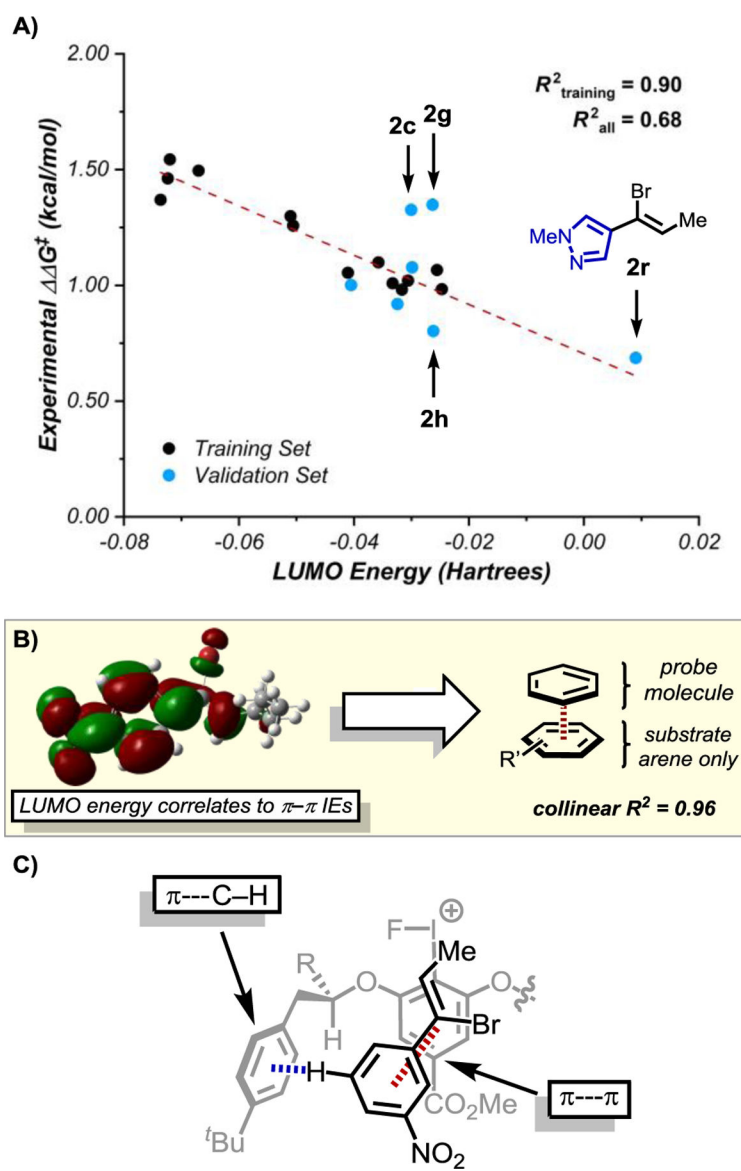 A)
2.00
1.50
1.00
0.50
0.00
Experimental ΔΔG‡ (kcal/mol)
R²training = 0.90
R²all = 0.68
2c 2g
Br
MeN
N
Me
2r
2h
Training Set
Validation Set
-0.08 -0.06 -0.04 -0.02 0.00 0.02
LUMO Energy (Hartrees)
B)
probe
molecule
substrate
arene only
R'
LUMO energy correlates to π–π IEs
collinear R² = 0.96
C)
π---C–H
F–I
⊕
Me
R
O
O
H
Br
H
π---π
CO₂Me
ᵗBu
NO₂